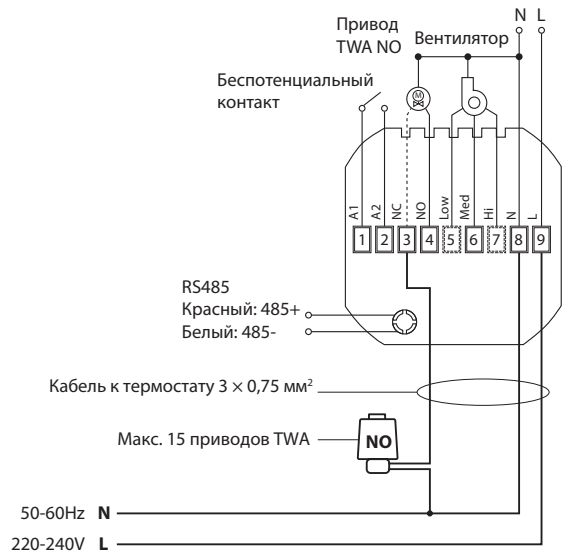 N L
Привод
TWA NO
Вентилятор
Беспотенциальный
контакт
M
A1 A2 NC NO Low Med Hi N L
1 2 3 4 5 6 7 8 9
RS485
Красный: 485+
Белый: 485-
Кабель к термостату 3 × 0,75 мм²
Макс. 15 приводов TWA
NO
50-60Hz N
220-240V L